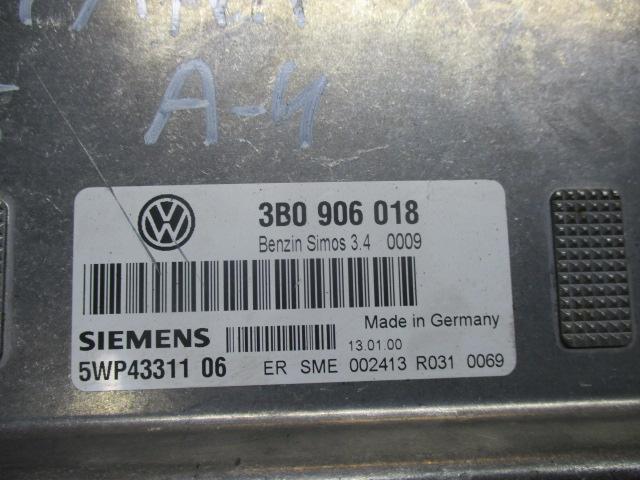 A-4
3B0 906 018
Benzin Simos 3.4 0009
Made in Germany
SIEMENS 13.01.00
5WP43311 06 ER SME 002413 R031 0069